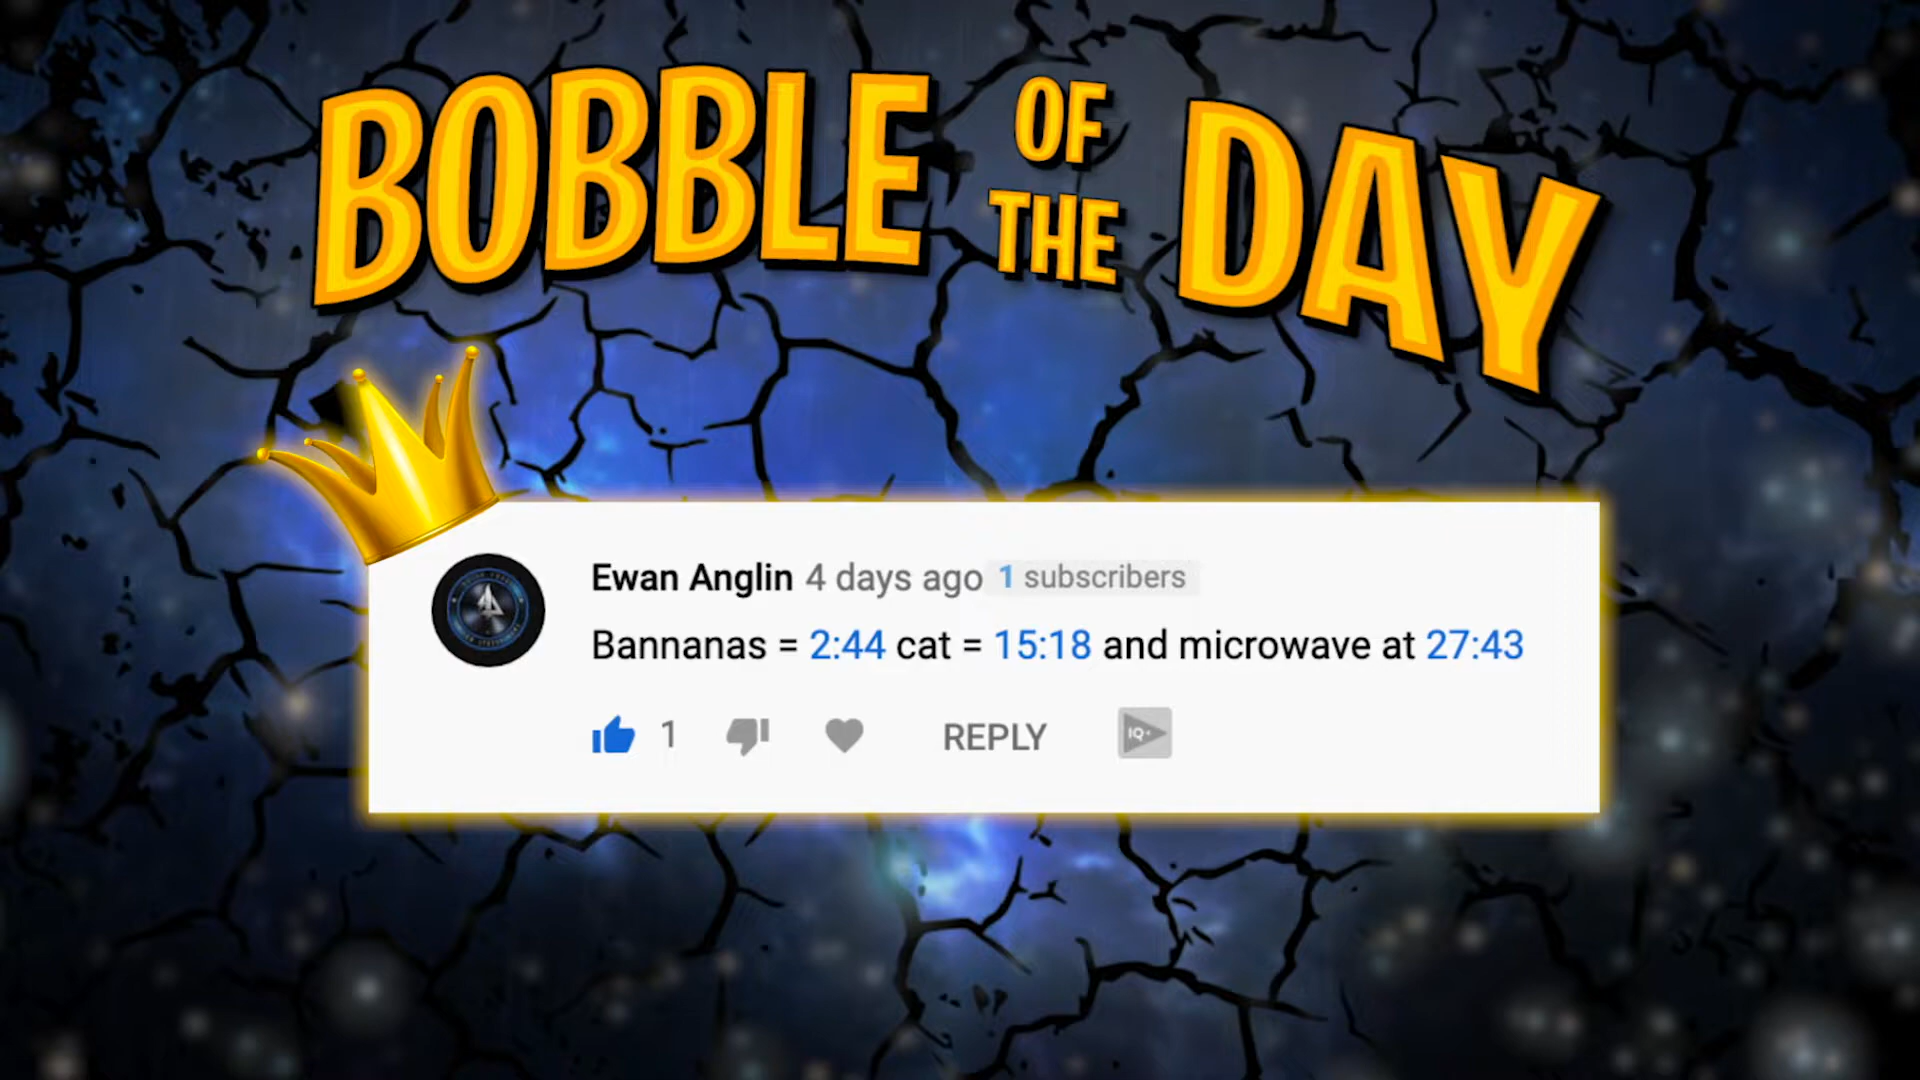 BOBBLE OF THE DAY
Ewan Anglin 4 days ago 1 subscribers
Bannanas = 2:44 cat = 15:18 and microwave at 27:43
1 REPLY IQ